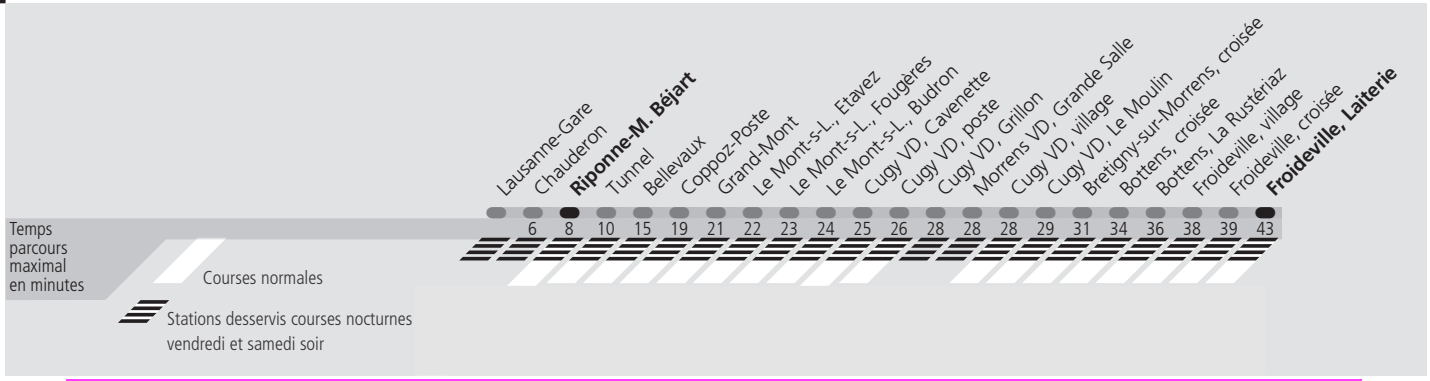 Lausanne-Gare
Chauderon
Riponne-M. Béjart
Tunnel
Bellevaux
Coppoz-Poste
Grand-Mont
Le Mont-s-L., Etavez
Le Mont-s-L., Fougères
Le Mont-s-L., Budron
Cugy VD, Cavenette
Cugy VD, poste
Cugy VD, Grillon
Morrens VD, Grande Salle
Cugy VD, village
Cugy VD, Le Moulin
Bretigny-sur-Morrens, croisée
Bottens, croisée
Bottens, La Rustériaz
Froideville, village
Froideville, croisée
Froideville, Laiterie
6 8 10 15 19 21 22 23 24 25 26 28 28 28 29 31 34 36 38 39 43
Temps
parcours
maximal
en minutes
Courses normales
Stations desservis courses nocturnes
vendredi et samedi soir